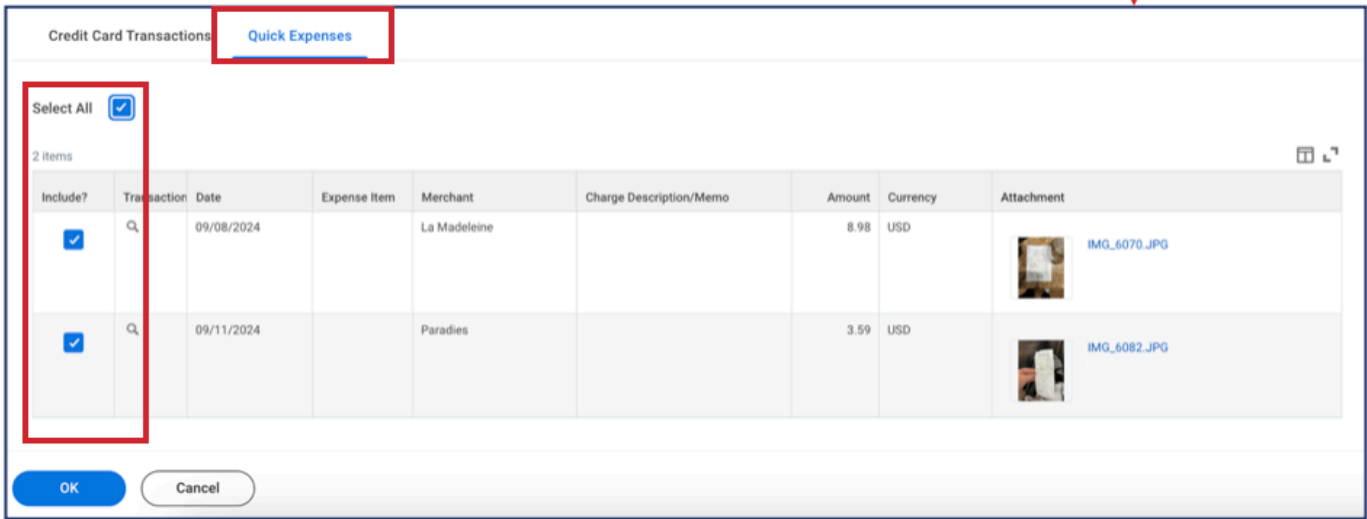 Credit Card Transactions Quick Expenses
Select All
2 items
Include? Transaction Date Expense Item Merchant Charge Description/Memo Amount Currency Attachment
09/08/2024 La Madeleine 8.98 USD IMG_6070.JPG
09/11/2024 Paradies 3.59 USD IMG_6082.JPG
OK Cancel